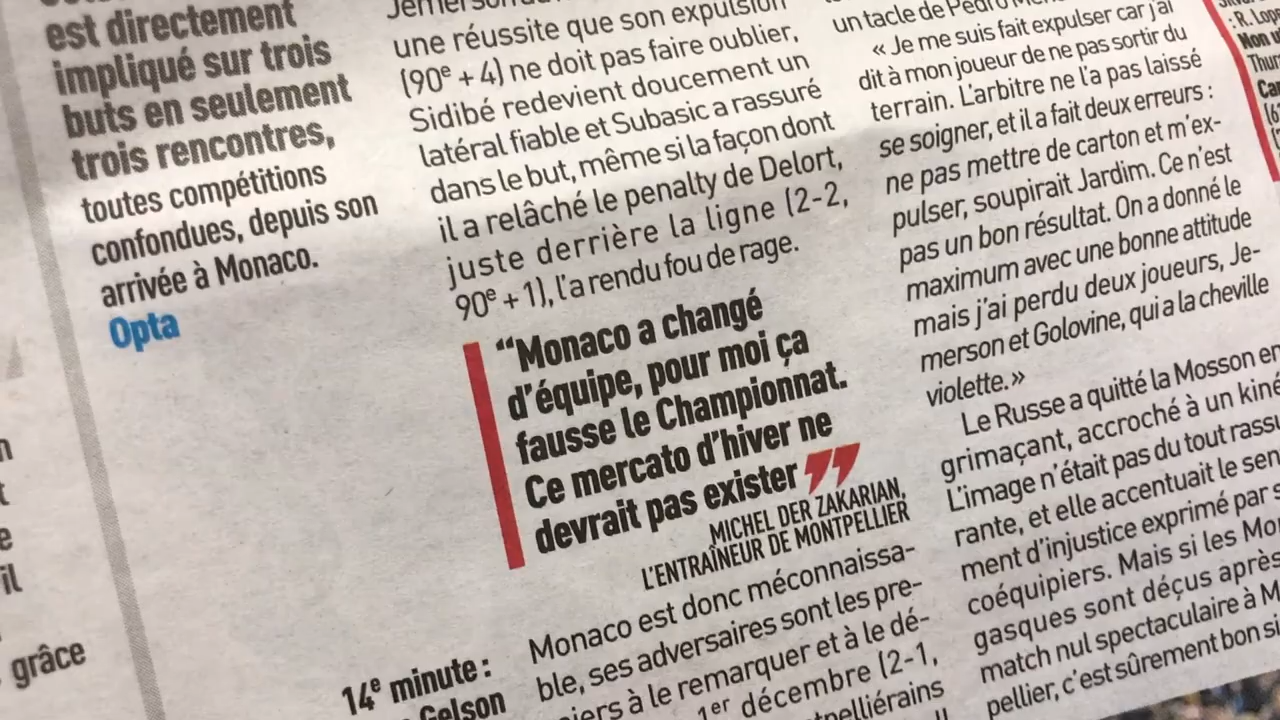 est directement
impliqué sur trois
buts en seulement
trois rencontres,
toutes compétitions
confondues, depuis son
arrivée à Monaco.
Opta
grâce
14e minute :
Gelson
une réussite que son expulsion
(90e + 4) ne doit pas faire oublier,
Sidibé redevient doucement un
latéral fiable et Subasic a rassuré
dans le but, même si la façon dont
il a relâché le penalty de Delort,
juste derrière la ligne (2-2,
90e + 1), l'a rendu fou de rage.
“Monaco a changé
d'équipe, pour moi ça
fausse le Championnat.
Ce mercato d'hiver ne
devrait pas exister”
MICHEL DER ZAKARIAN,
L'ENTRAÎNEUR DE MONTPELLIER
Monaco est donc méconnaissa-
ble, ses adversaires sont les pre-
miers à le remarquer et à le dé-
1er décembre (2-1,
un tacle de Pedro
« Je me suis fait expulser car j'ai
dit à mon joueur de ne pas sortir du
terrain. L'arbitre ne l'a pas laissé
se soigner, et il a fait deux erreurs :
ne pas mettre de carton et m'ex-
pulser, soupirait Jardim. Ce n'est
pas un bon résultat. On a donné le
maximum avec une bonne attitude
mais j'ai perdu deux joueurs, Je-
merson et Golovine, qui a la cheville
violette. »
Le Russe a quitté la Mosson en
grimaçant, accroché à un kiné
L'image n'était pas du tout rassu
rante, et elle accentuait le sen
ment d'injustice exprimé par s
coéquipiers. Mais si les Mo
gasques sont déçus après
match nul spectaculaire à M
pellier, c'est sûrement bon si
R. Lop
Non u
Thur